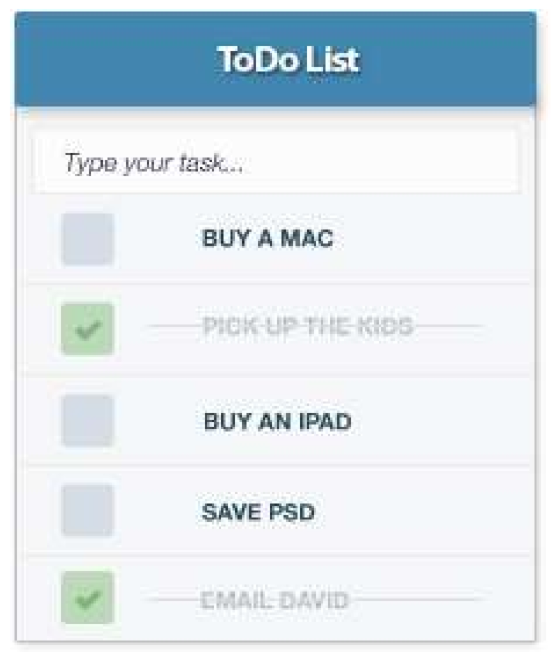 ToDo List
Type your task...
BUY A MAC
PICK UP THE KIDS
BUY AN IPAD
SAVE PSD
EMAIL DAVID